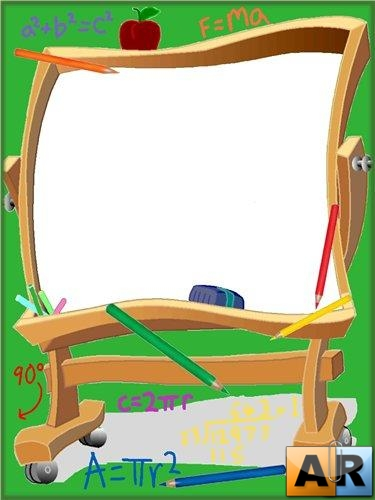 a²+b²=c²
F=ma
90°
c=2πr
A=πr²
AR